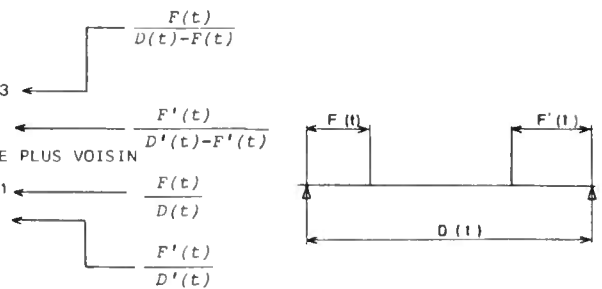 F(t)
D(t)-F(t)
3
F'(t)
D'(t)-F'(t)
E PLUS VOISIN
1
F(t)
D(t)
F'(t)
D'(t)
F (t)
F'(t)
D (t)